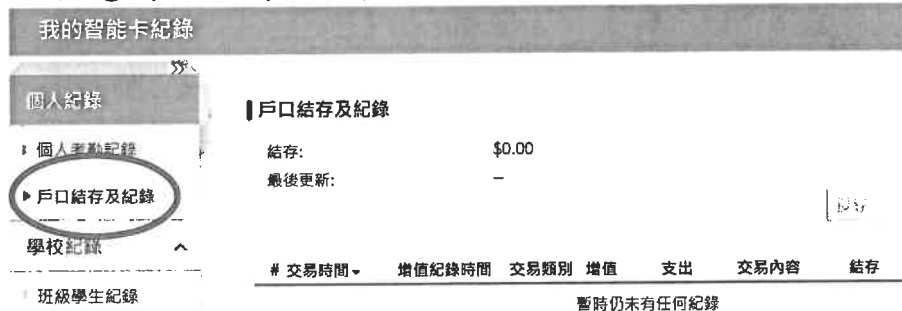 我的智能卡紀錄
個人紀錄
個人考勤記錄
戶口結存及紀錄
學校紀錄
班級學生紀錄
戶口結存及紀錄
結存: $0.00
最後更新: –
# 交易時間 增值紀錄時間 交易類別 增值 支出 交易內容 結存
暫時仍未有任何紀錄